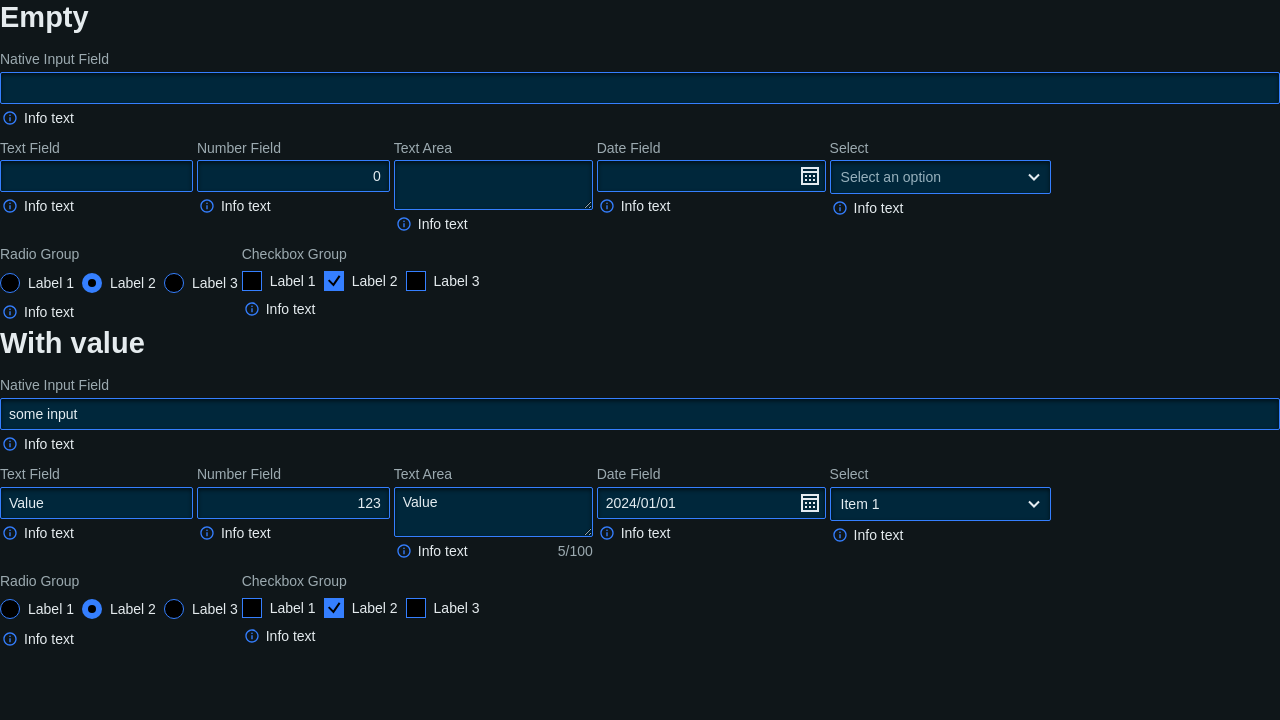 Empty
Native Input Field
Info text
Text Field Number Field Text Area Date Field Select
0 Select an option
Info text Info text Info text Info text Info text
Radio Group Checkbox Group
Label 1 Label 2 Label 3 Label 1 Label 2 Label 3
Info text Info text
With value
Native Input Field
some input
Info text
Text Field Number Field Text Area Date Field Select
Value 123 Value 2024/01/01 Item 1
Info text Info text Info text 5/100 Info text Info text
Radio Group Checkbox Group
Label 1 Label 2 Label 3 Label 1 Label 2 Label 3
Info text Info text